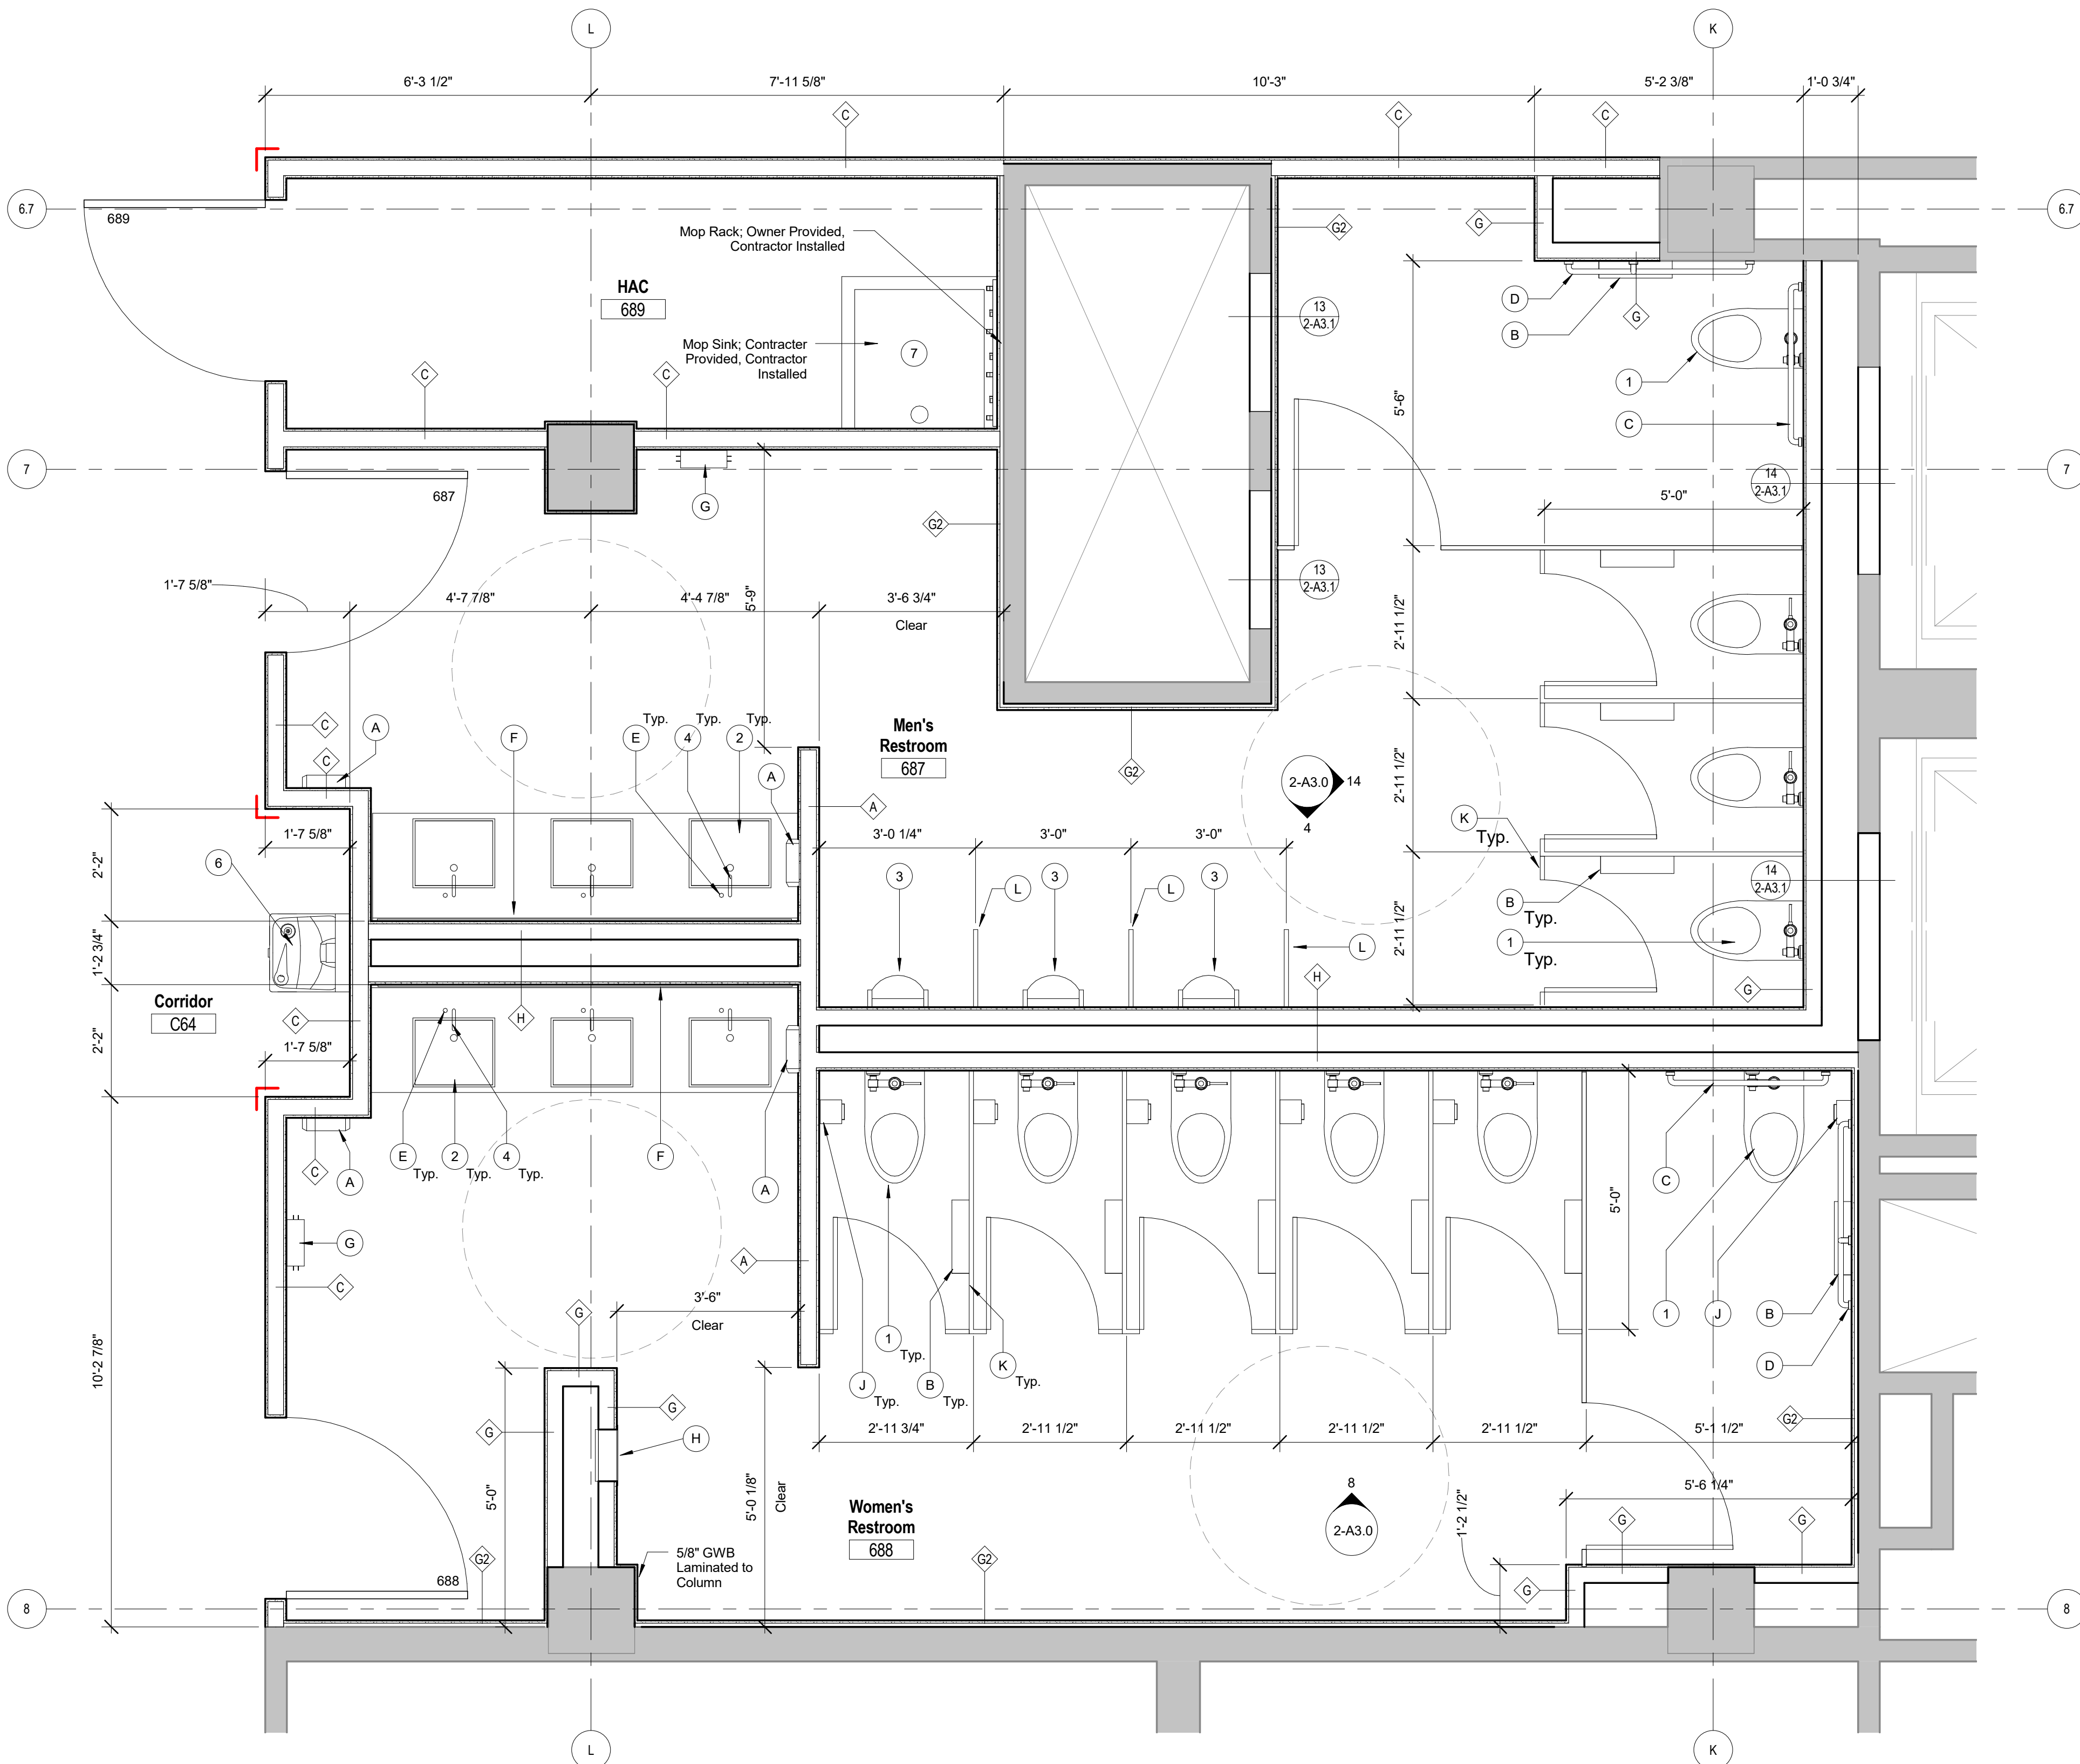 L
K
6'-3 1/2"
7'-11 5/8"
10'-3"
5'-2 3/8"
1'-0 3/4"
C
C
C
6.7
6.7
689
Mop Rack; Owner Provided,
Contractor Installed
G2
G
HAC
689
D
B
G
13
2-A3.1
Mop Sink; Contracter
Provided, Contractor
Installed
7
C
C
1
5'-6"
C
7
7
687
G
G2
14
2-A3.1
5'-0"
1'-7 5/8"
4'-7 7/8"
4'-4 7/8"
5'-9"
3'-6 3/4"
Clear
13
2-A3.1
2'-11 1/2"
C
A
C
F
E
Typ.
4
Typ.
2
Typ.
A
Men's
Restroom
687
G2
2-A3.0
14
4
2'-11 1/2"
A
K
Typ.
2'-2"
1'-7 5/8"
3'-0 1/4"
3'-0"
3'-0"
6
3
L
3
L
3
L
14
2-A3.1
B
Typ.
1
Typ.
2'-11 1/2"
1'-2 3/4"
H
G
Corridor
C64
C
H
2'-2"
1'-7 5/8"
C
A
E
Typ.
2
Typ.
4
Typ.
F
A
5'-0"
C
G
C
A
3'-6"
Clear
G
1
Typ.
J
Typ.
B
Typ.
K
Typ.
1
J
B
D
10'-2 7/8"
G
G
H
2'-11 3/4"
2'-11 1/2"
2'-11 1/2"
2'-11 1/2"
2'-11 1/2"
5'-1 1/2"
G2
5'-0"
5'-0 1/8"
Clear
Women's
Restroom
688
8
2-A3.0
1'-2 1/2"
5'-6 1/4"
G
G
G
G2
5/8" GWB
Laminated to
Column
G2
688
8
8
L
K